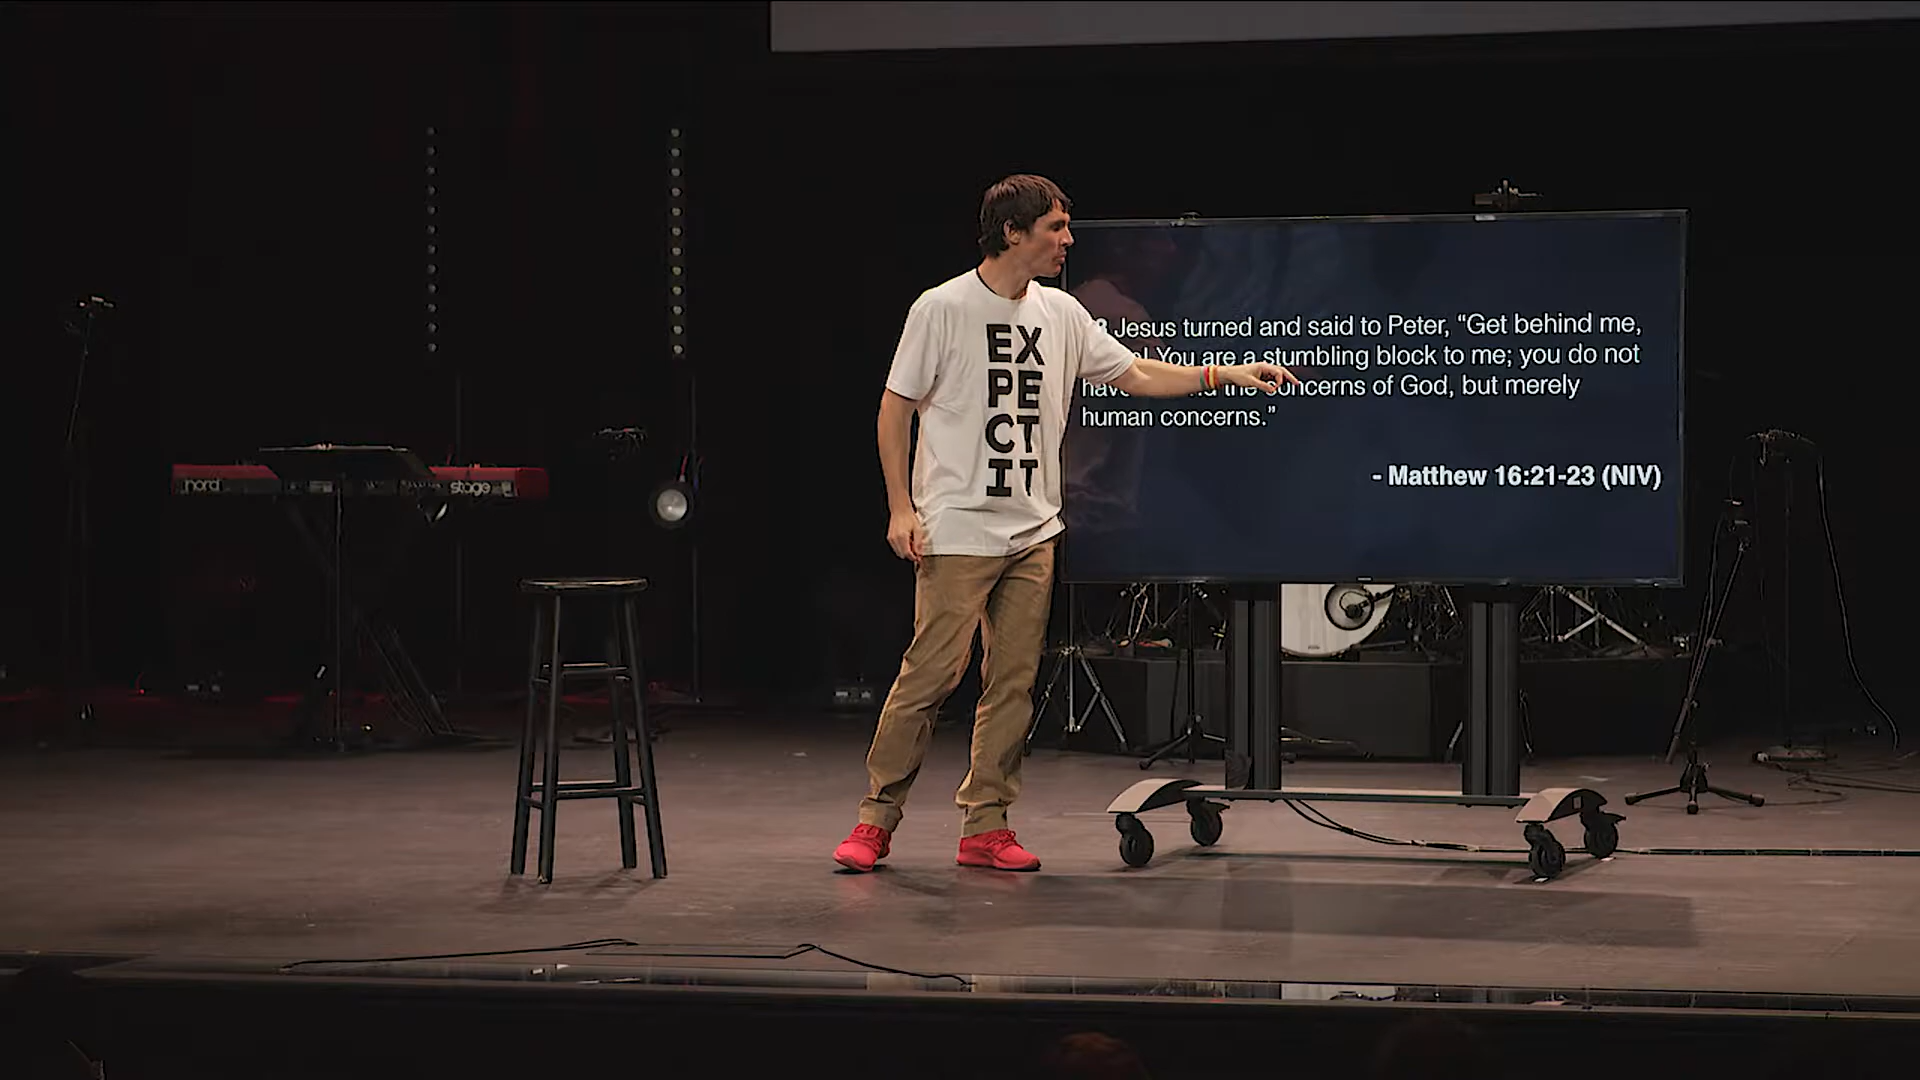 nord
stage
EX
PE
CT
IT
Jesus turned and said to Peter, “Get behind me,
You are a stumbling block to me; you do not
the concerns of God, but merely
human concerns.”
- Matthew 16:21-23 (NIV)